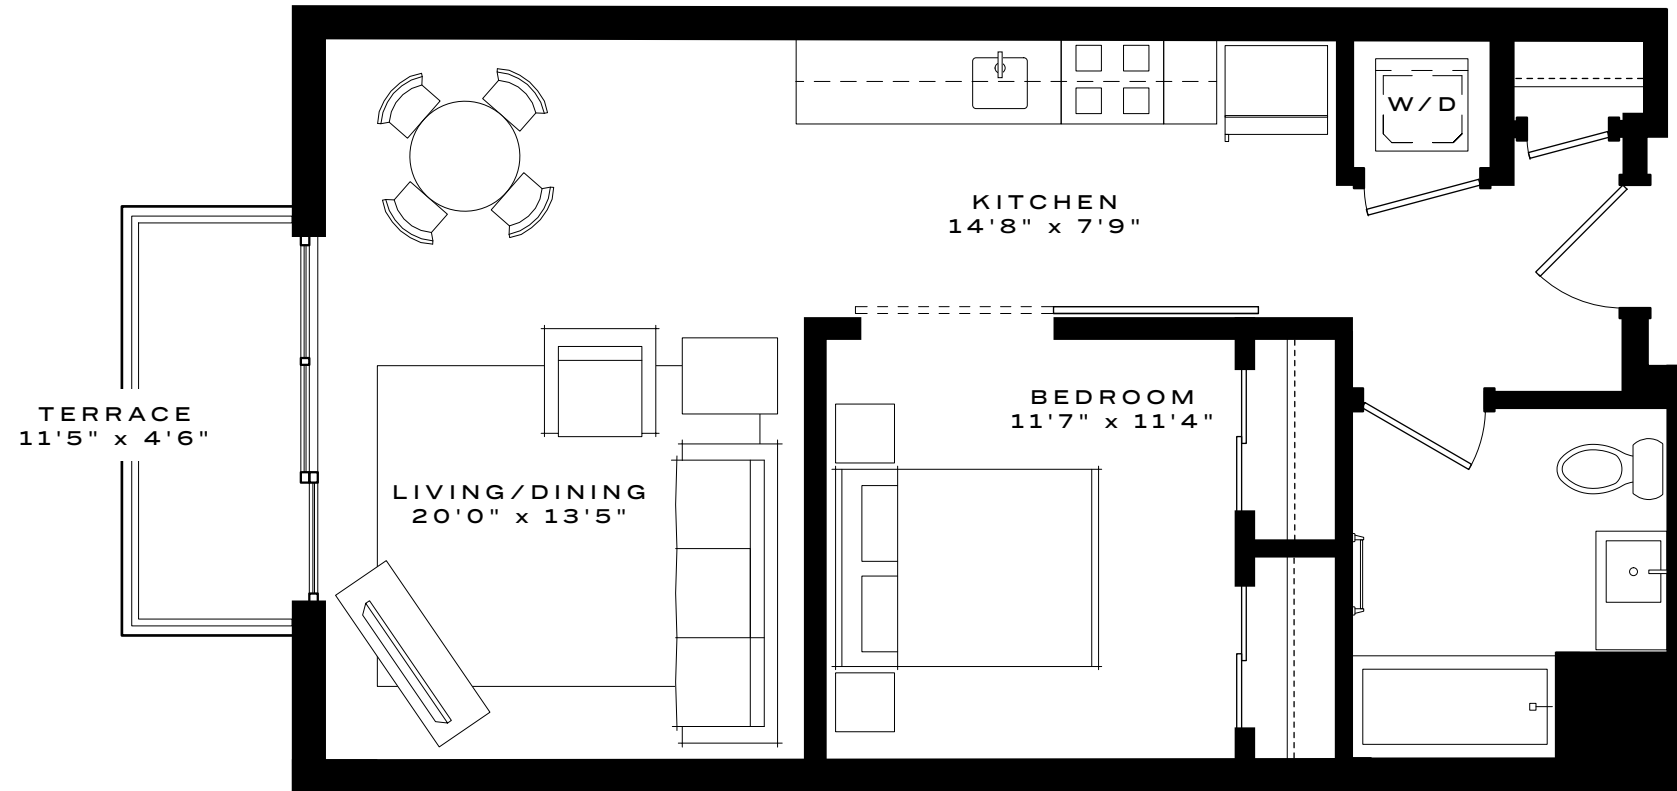 W/D
KITCHEN
14'8" x 7'9"
BEDROOM
11'7" x 11'4"
TERRACE
11'5" x 4'6"
LIVING/DINING
20'0" x 13'5"